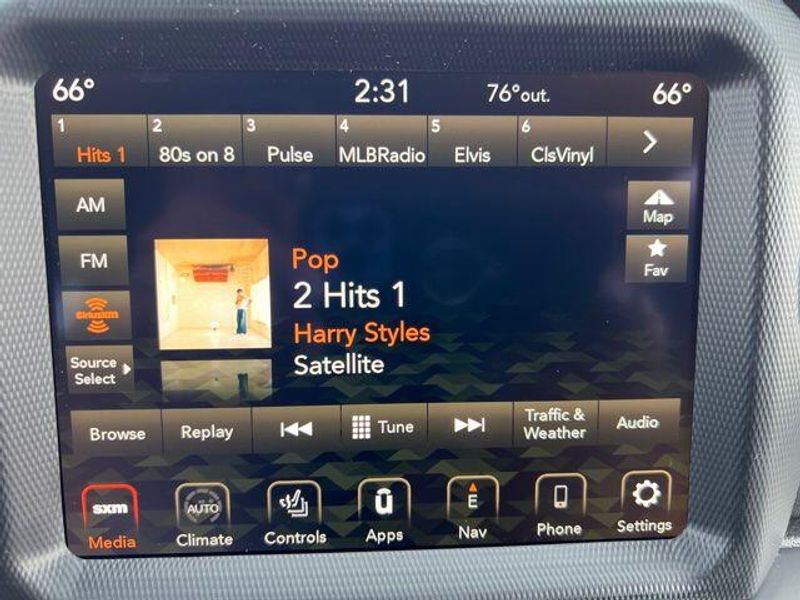 66° 2:31 76°out. 66°
1 2 3 4 5 6
Hits 1 80s on 8 Pulse MLBRadio Elvis ClsVinyl
AM
FM
SiriusXM
Source
Select
Map
Fav
Pop
2 Hits 1
Harry Styles
Satellite
Browse Replay Tune Traffic & Weather Audio
sxm AUTO E
Media Climate Controls Apps Nav Phone Settings